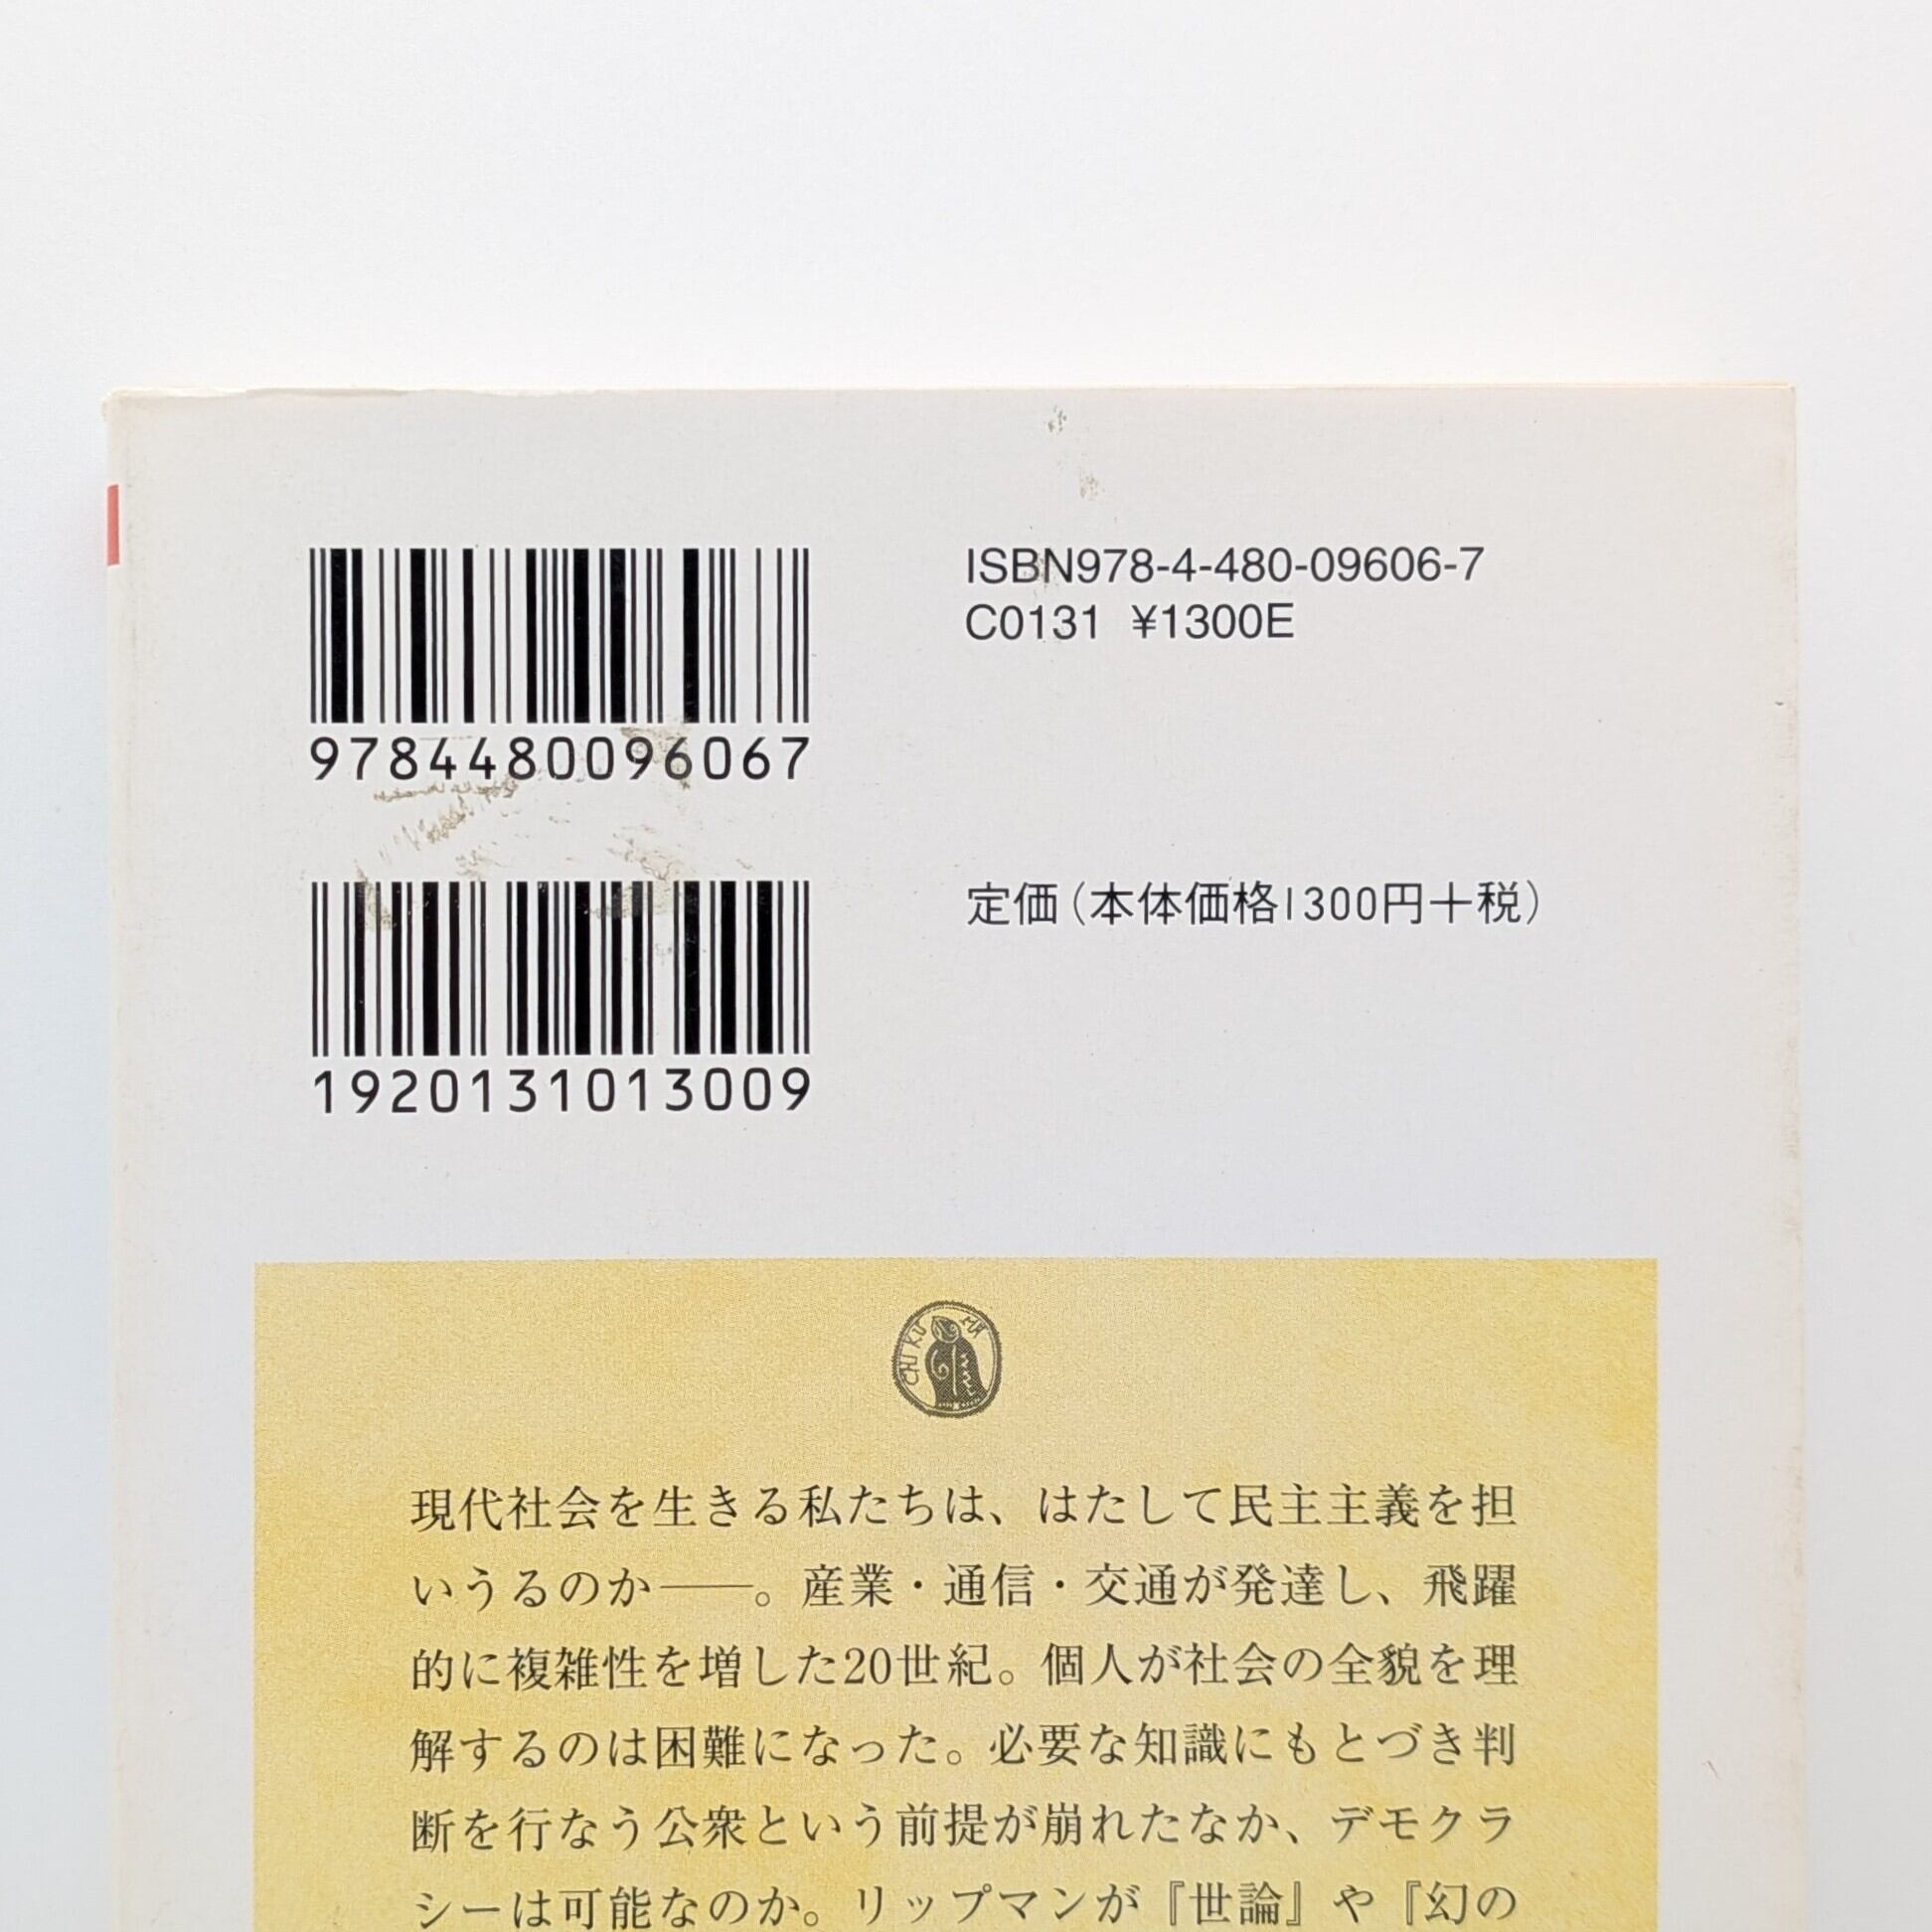 9784480096067
ISBN978-4-480-09606-7
C0131 ¥1300E
1920131013009
定価(本体価格1300円+税)
CHIKUMA
現代社会を生きる私たちは、はたして民主主義を担
いうるのか——。産業・通信・交通が発達し、飛躍
的に複雑性を増した20世紀。個人が社会の全貌を理
解するのは困難になった。必要な知識にもとづき判
断を行なう公衆という前提が崩れたなか、デモクラ
シーは可能なのか。リップマンが『世論』や『幻の